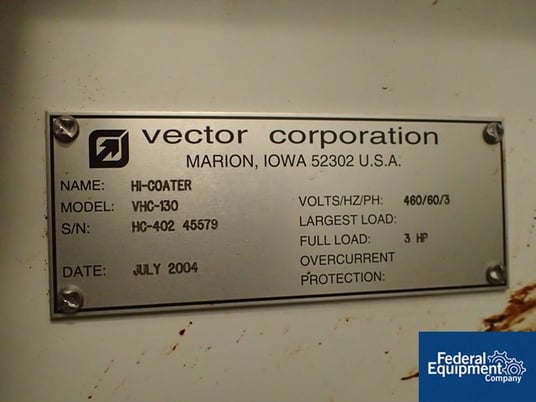 vector corporation
MARION, IOWA 52302 U.S.A.
NAME: HI-COATER
MODEL: VHC-130
S/N: HC-402 45579
DATE: JULY 2004
VOLTS/HZ/PH: 460/60/3
LARGEST LOAD:
FULL LOAD: 3 HP
OVERCURRENT
PROTECTION:
Federal
Equipment
Company